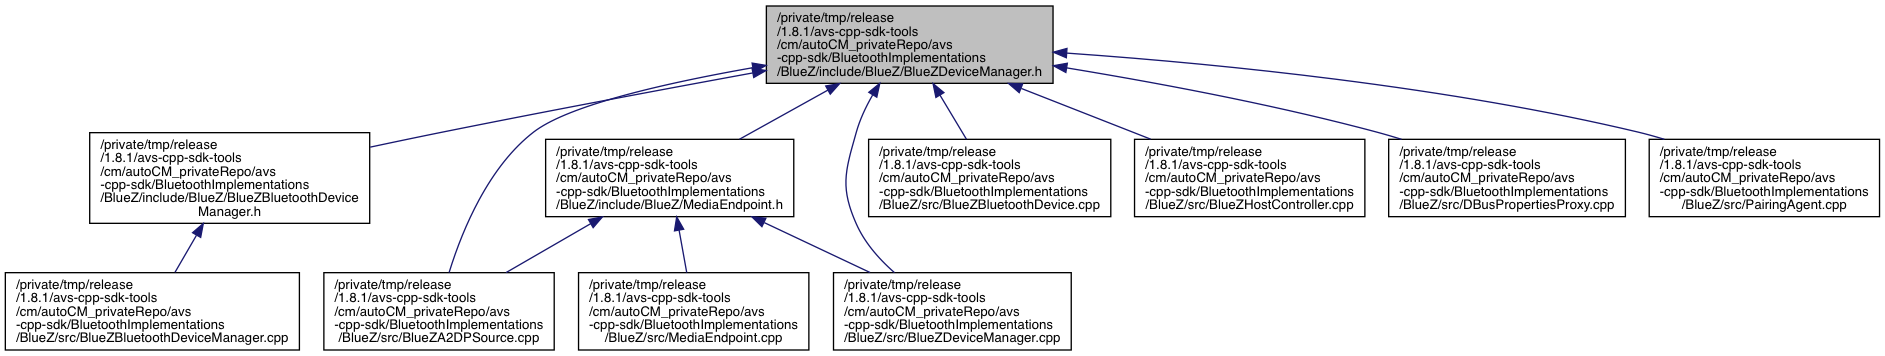 /private/tmp/release
/1.8.1/avs-cpp-sdk-tools
/cm/autoCM_privateRepo/avs
-cpp-sdk/BluetoothImplementations
/BlueZ/include/BlueZ/BlueZDeviceManager.h
/private/tmp/release
/1.8.1/avs-cpp-sdk-tools
/cm/autoCM_privateRepo/avs
-cpp-sdk/BluetoothImplementations
/BlueZ/include/BlueZ/BlueZBluetoothDevice
Manager.h
/private/tmp/release
/1.8.1/avs-cpp-sdk-tools
/cm/autoCM_privateRepo/avs
-cpp-sdk/BluetoothImplementations
/BlueZ/include/BlueZ/MediaEndpoint.h
/private/tmp/release
/1.8.1/avs-cpp-sdk-tools
/cm/autoCM_privateRepo/avs
-cpp-sdk/BluetoothImplementations
/BlueZ/src/BlueZBluetoothDevice.cpp
/private/tmp/release
/1.8.1/avs-cpp-sdk-tools
/cm/autoCM_privateRepo/avs
-cpp-sdk/BluetoothImplementations
/BlueZ/src/BlueZHostController.cpp
/private/tmp/release
/1.8.1/avs-cpp-sdk-tools
/cm/autoCM_privateRepo/avs
-cpp-sdk/BluetoothImplementations
/BlueZ/src/DBusPropertiesProxy.cpp
/private/tmp/release
/1.8.1/avs-cpp-sdk-tools
/cm/autoCM_privateRepo/avs
-cpp-sdk/BluetoothImplementations
/BlueZ/src/PairingAgent.cpp
/private/tmp/release
/1.8.1/avs-cpp-sdk-tools
/cm/autoCM_privateRepo/avs
-cpp-sdk/BluetoothImplementations
/BlueZ/src/BlueZBluetoothDeviceManager.cpp
/private/tmp/release
/1.8.1/avs-cpp-sdk-tools
/cm/autoCM_privateRepo/avs
-cpp-sdk/BluetoothImplementations
/BlueZ/src/BlueZA2DPSource.cpp
/private/tmp/release
/1.8.1/avs-cpp-sdk-tools
/cm/autoCM_privateRepo/avs
-cpp-sdk/BluetoothImplementations
/BlueZ/src/MediaEndpoint.cpp
/private/tmp/release
/1.8.1/avs-cpp-sdk-tools
/cm/autoCM_privateRepo/avs
-cpp-sdk/BluetoothImplementations
/BlueZ/src/BlueZDeviceManager.cpp